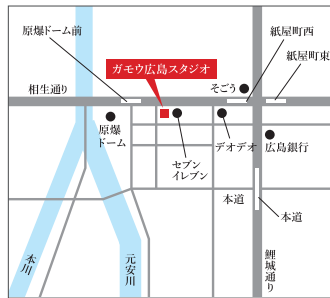 原爆ドーム前
紙屋町西
ガモウ広島スタジオ
そごう
紙屋町東
相生り
原爆
ドーム
セブン
イレブン
デオデオ
広島銀行
本道
本道
本川
元安川
鯉城通り